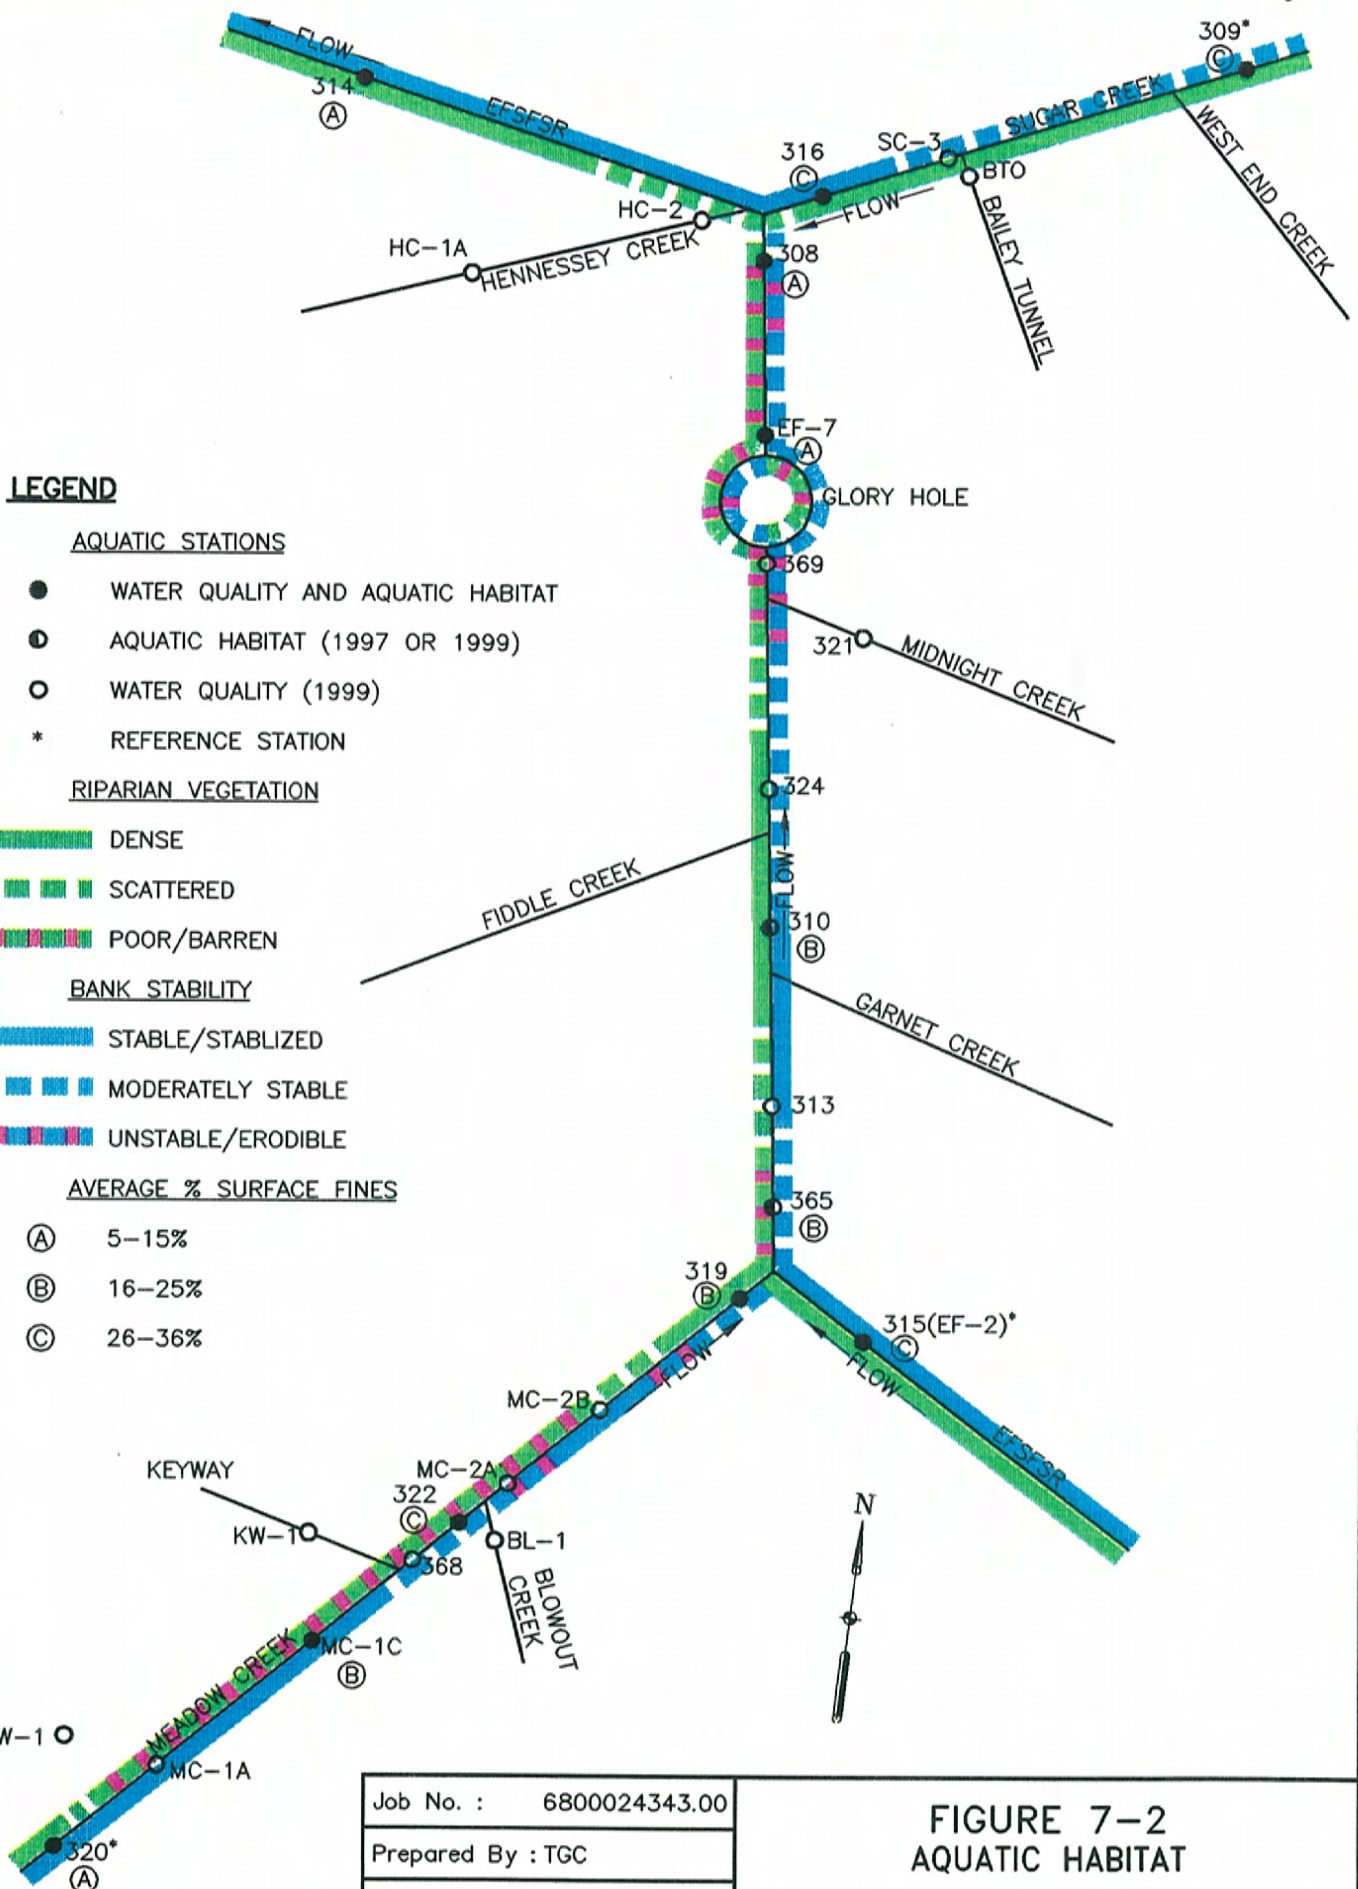 FLOW
314
A
EFSFSR
309*
C
SUGAR CREEK
WEST END CREEK
SC-3
316
C
BTO
FLOW
BAILEY TUNNEL
HC-2
HC-1A
HENNESSEY CREEK
308
A
EF-7
A
GLORY HOLE
369
321
MIDNIGHT CREEK
324
FLOW
FIDDLE CREEK
310
B
GARNET CREEK
313
365
B
319
B
315(EF-2)*
C
FLOW
FLOW
EFSFSR
MC-2B
MC-2A
KEYWAY
322
C
KW-1
368
BL-1
BLOWOUT
CREEK
MC-1C
B
MEADOW CREEK
W-1
MC-1A
320*
A
N
LEGEND
AQUATIC STATIONS
WATER QUALITY AND AQUATIC HABITAT
AQUATIC HABITAT (1997 OR 1999)
WATER QUALITY (1999)
* REFERENCE STATION
RIPARIAN VEGETATION
DENSE
SCATTERED
POOR/BARREN
BANK STABILITY
STABLE/STABLIZED
MODERATELY STABLE
UNSTABLE/ERODIBLE
AVERAGE % SURFACE FINES
A 5-15%
B 16-25%
C 26-36%
Job No. : 6800024343.00
Prepared By : TGC
FIGURE 7-2
AQUATIC HABITAT